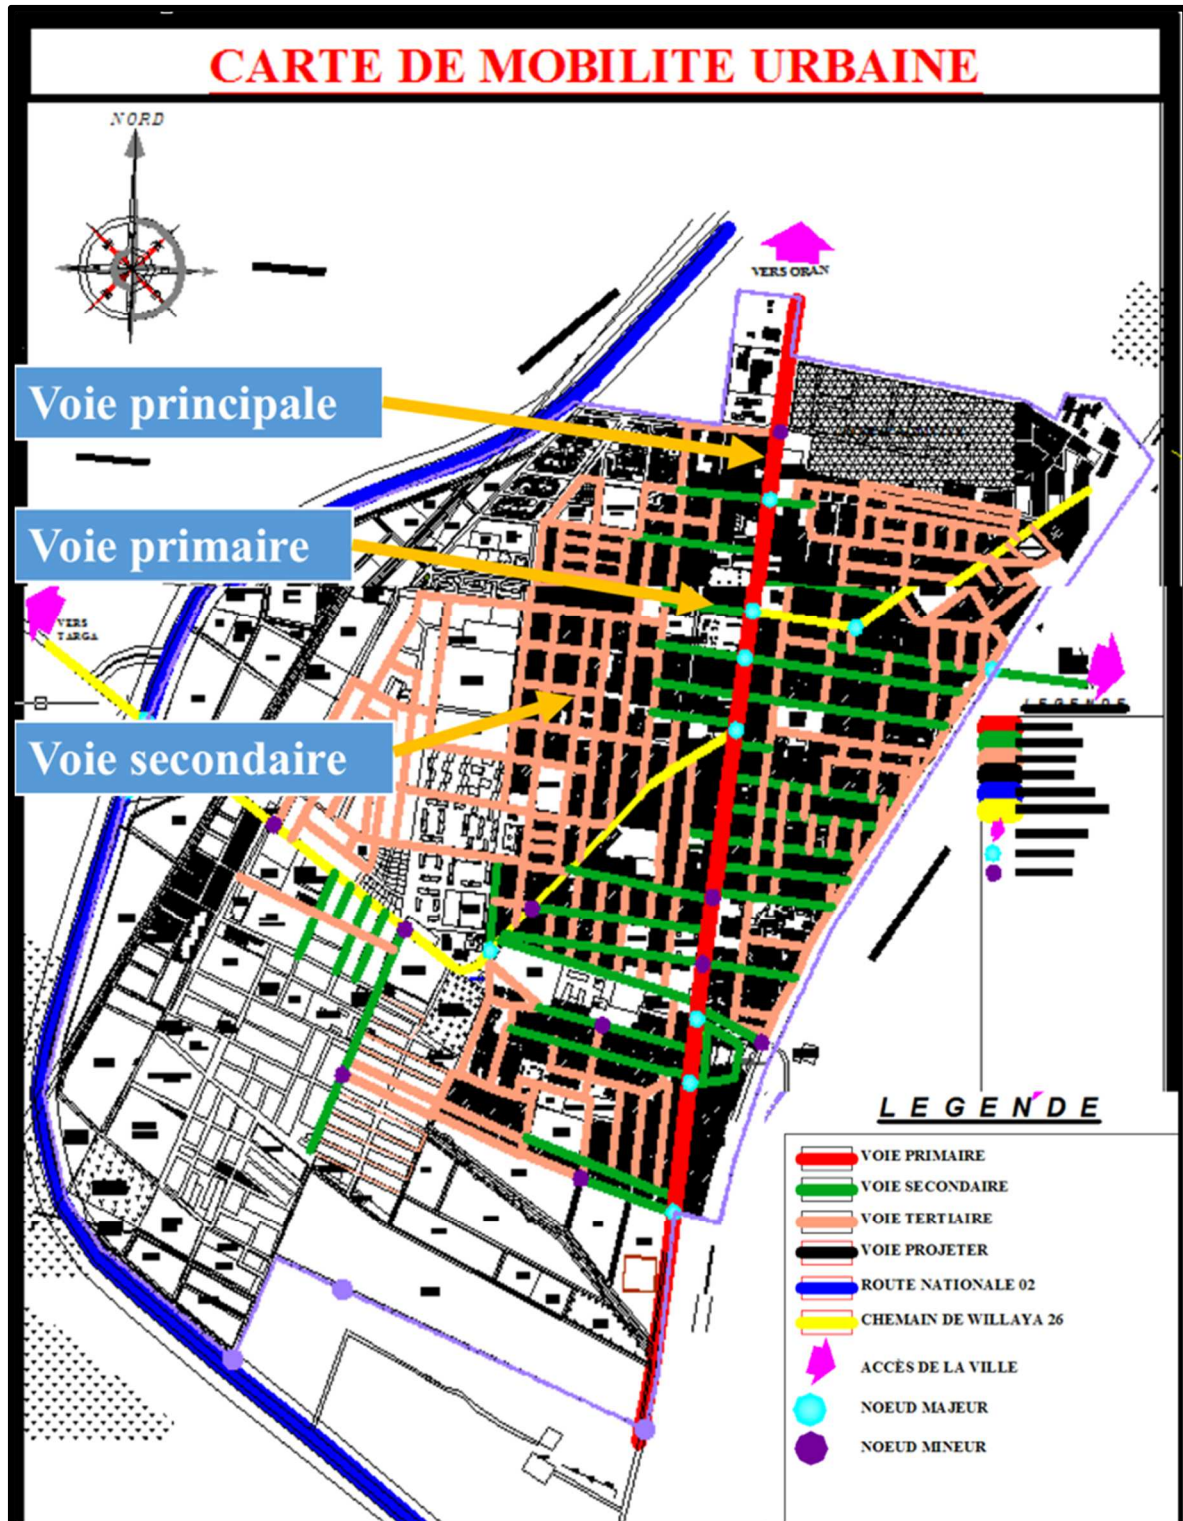 CARTE DE MOBILITE URBAINE
NORD
VERS ORAN
Voie principale
Voie primaire
VERS
TARGA
LEGENDE
Voie secondaire
LEGENDE
VOIE PRIMAIRE
VOIE SECONDAIRE
VOIE TERTIAIRE
VOIE PROJETER
ROUTE NATIONALE 02
CHEMAIN DE WILLAYA 26
ACCÈS DE LA VILLE
NOEUD MAJEUR
NOEUD MINEUR